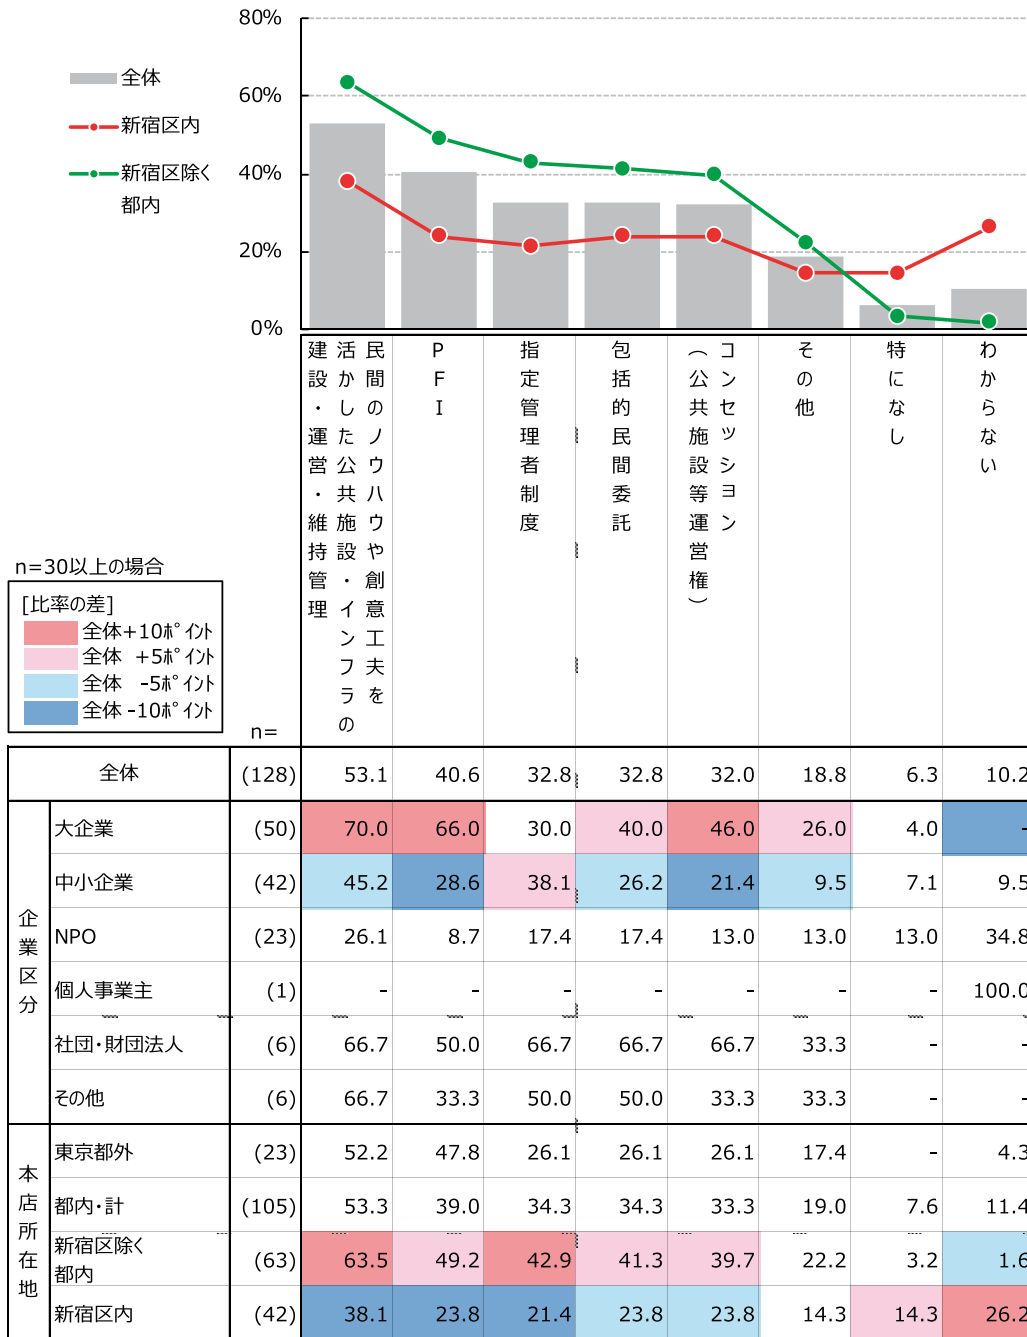 80%
60%
40%
20%
0%
全体
新宿区内
新宿区除く
都内
民間のノウハウや創意工夫を
活かした公共施設・インフラの
建設・運営・維持管理
PFI
指定管理者制度
包括的民間委託
コンセッション
（公共施設等運営権）
その他
特になし
わからない
n=30以上の場合
[比率の差]
全体+10ﾎﾟｲﾝﾄ
全体 +5ﾎﾟｲﾝﾄ
全体 -5ﾎﾟｲﾝﾄ
全体 -10ﾎﾟｲﾝﾄ
n=
全体 (128) 53.1 40.6 32.8 32.8 32.0 18.8 6.3 10.2
企業区分
大企業 (50) 70.0 66.0 30.0 40.0 46.0 26.0 4.0 -
中小企業 (42) 45.2 28.6 38.1 26.2 21.4 9.5 7.1 9.5
NPO (23) 26.1 8.7 17.4 17.4 13.0 13.0 13.0 34.8
個人事業主 (1) - - - - - - - 100.0
社団・財団法人 (6) 66.7 50.0 66.7 66.7 66.7 33.3 - -
その他 (6) 66.7 33.3 50.0 50.0 33.3 33.3 - -
本店所在地
東京都外 (23) 52.2 47.8 26.1 26.1 26.1 17.4 - 4.3
都内・計 (105) 53.3 39.0 34.3 34.3 33.3 19.0 7.6 11.4
新宿区除く
都内 (63) 63.5 49.2 42.9 41.3 39.7 22.2 3.2 1.6
新宿区内 (42) 38.1 23.8 21.4 23.8 23.8 14.3 14.3 26.2